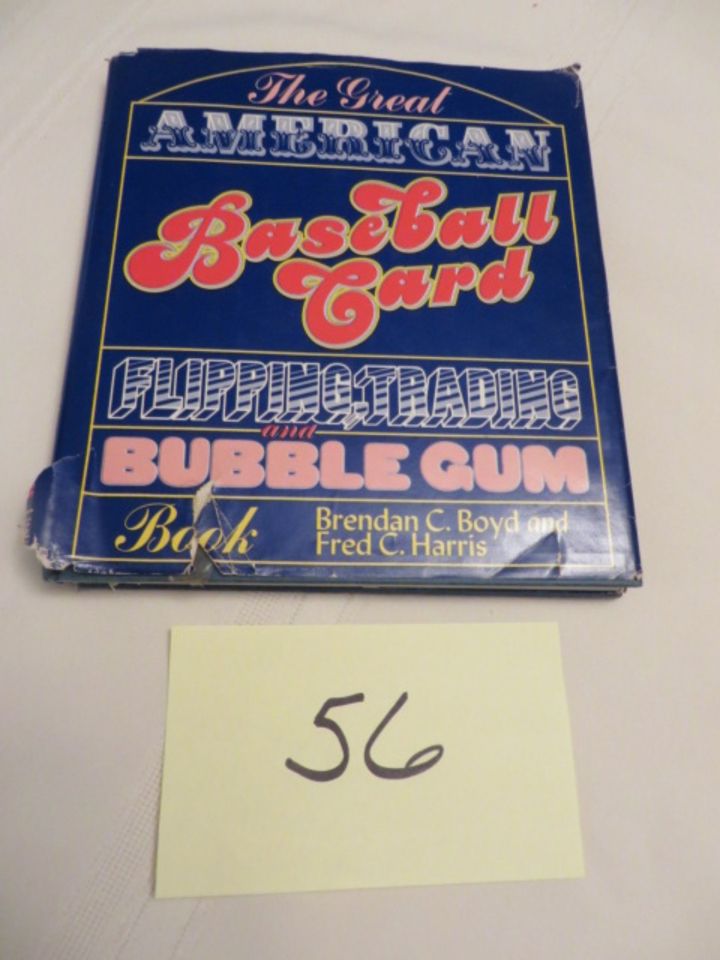 The Great
AMERICAN
Baseball
Card
FLIPPING, TRADING
and
BUBBLE GUM
Book
Brendan C. Boyd and
Fred C. Harris
56